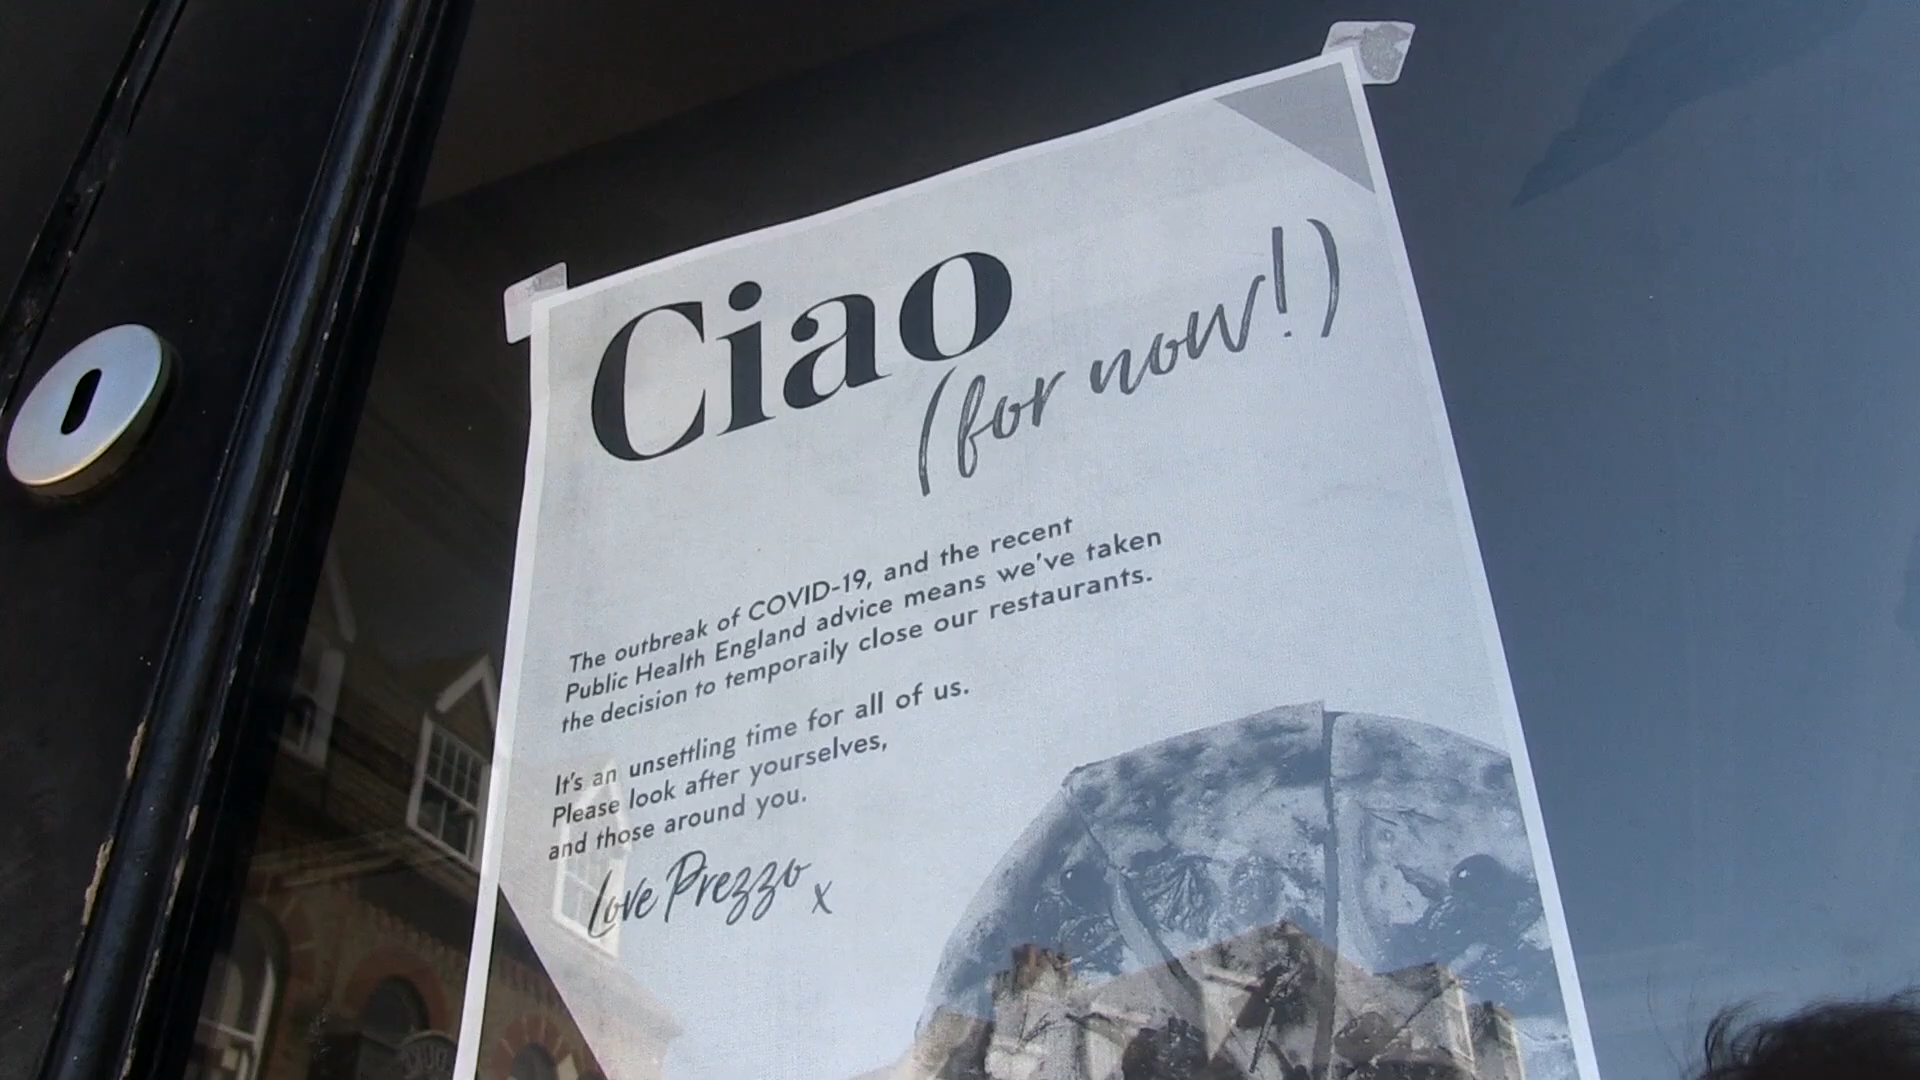 Ciao
(for now!)
The outbreak of COVID-19, and the recent
Public Health England advice means we've taken
the decision to temporaily close our restaurants.
It's an unsettling time for all of us.
Please look after yourselves,
and those around you.
Love Prezzo x